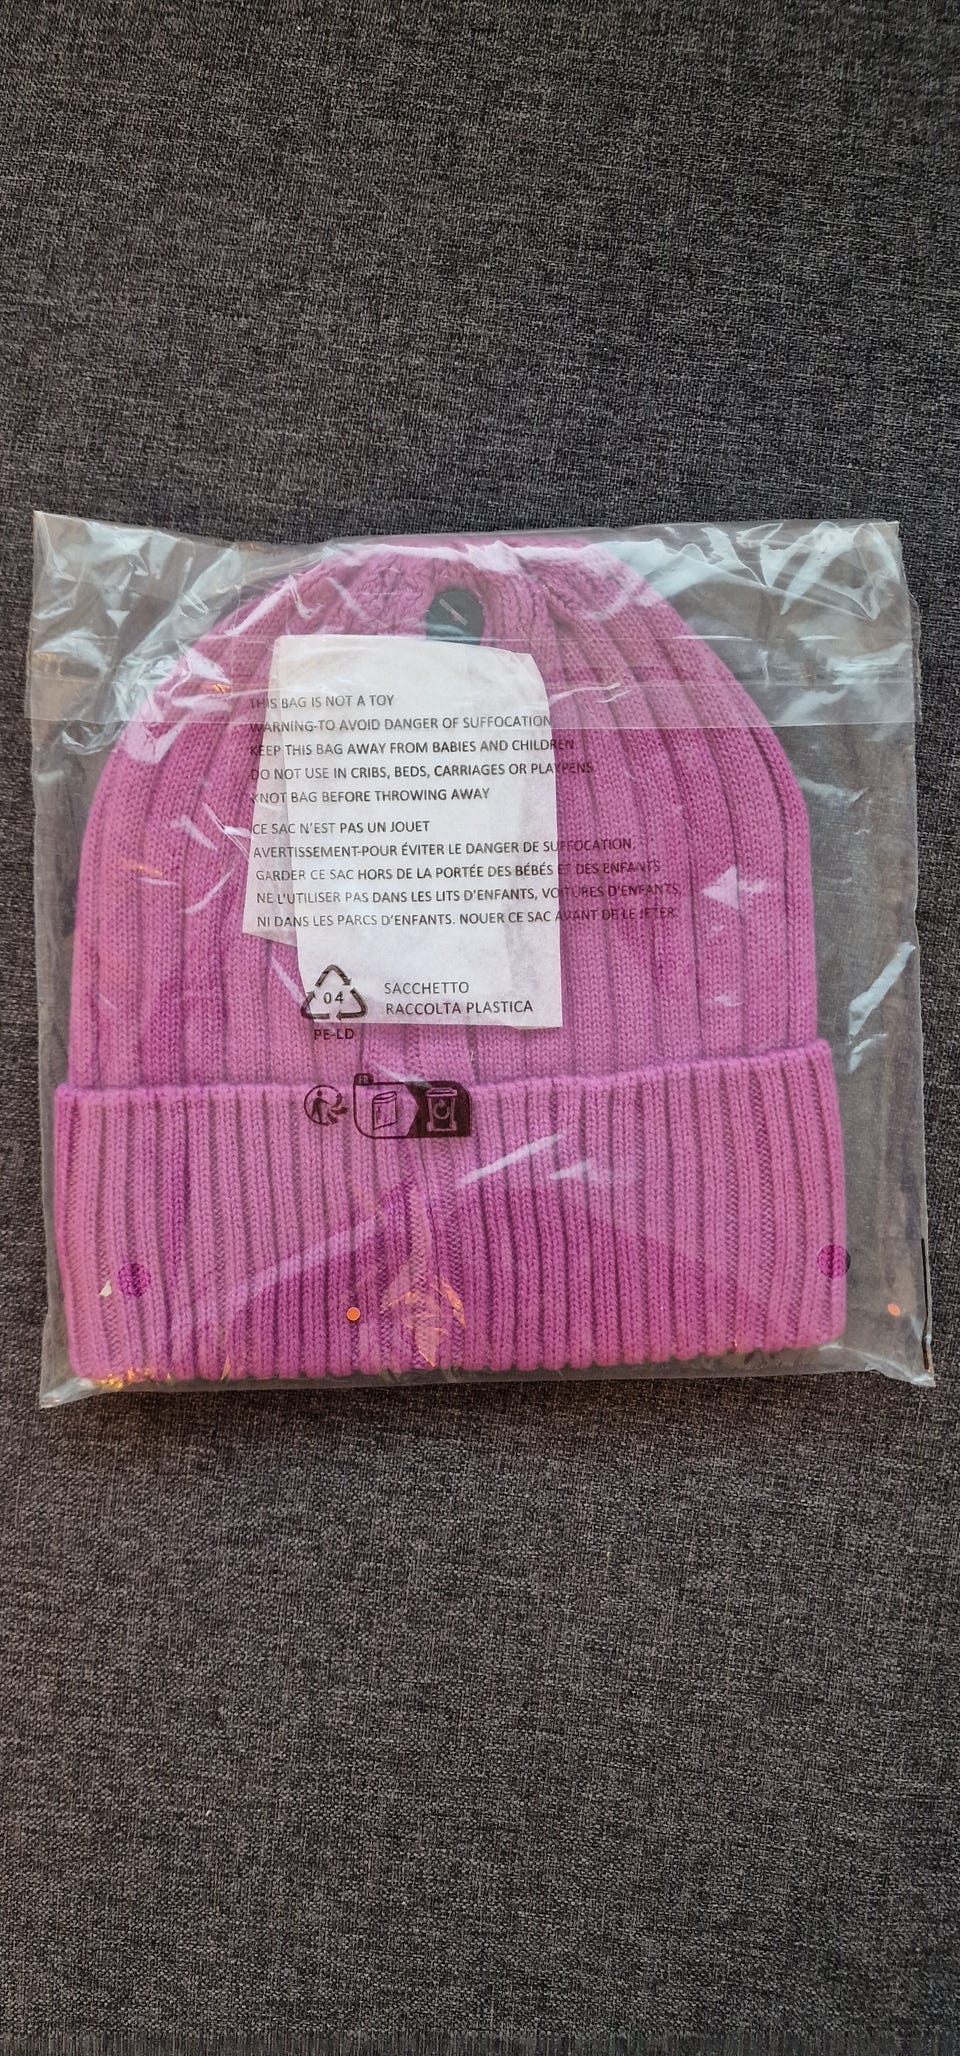 THIS BAG IS NOT A TOY
WARNING-TO AVOID DANGER OF SUFFOCATION
KEEP THIS BAG AWAY FROM BABIES AND CHILDREN.
DO NOT USE IN CRIBS, BEDS, CARRIAGES OR PLAYPENS.
KNOT BAG BEFORE THROWING AWAY
CE SAC N'EST PAS UN JOUET
AVERTISSEMENT-POUR ÉVITER LE DANGER DE SUFFOCATION,
GARDER CE SAC HORS DE LA PORTÉE DES BÉBÉS ET DES ENFANTS
NE L'UTILISER PAS DANS LES LITS D'ENFANTS, VOITURES D'ENFANTS,
NI DANS LES PARCS D'ENFANTS. NOUER CE SAC AVANT DE LE JETER.
04
PE-LD
SACCHETTO
RACCOLTA PLASTICA
FR